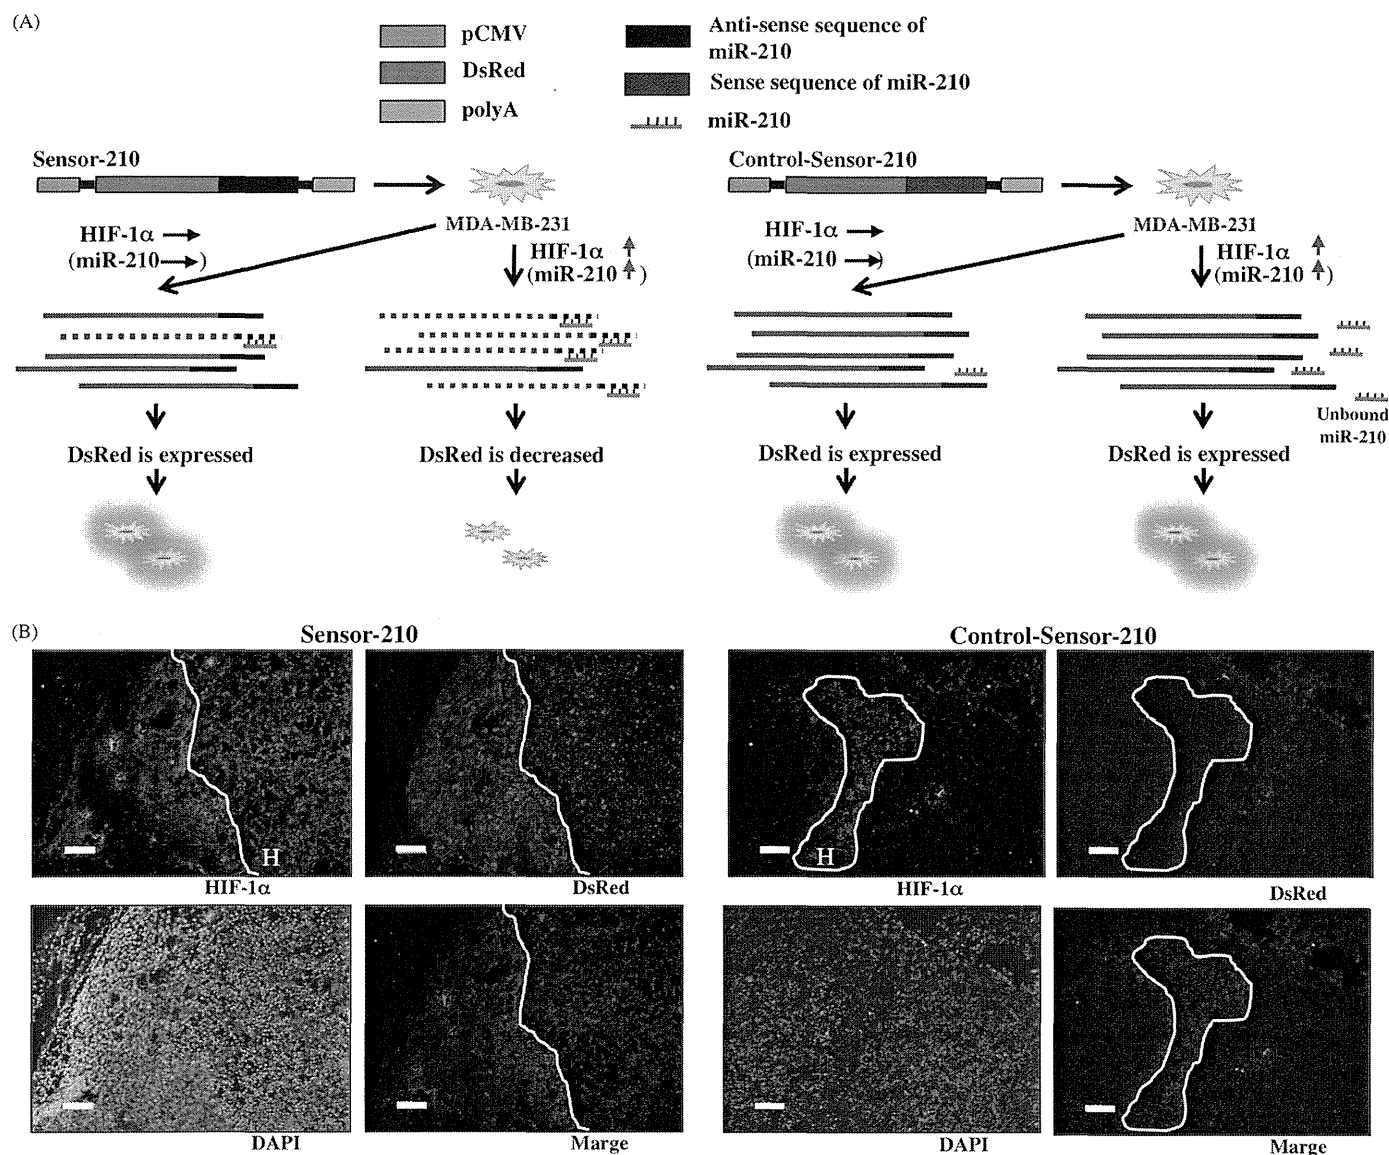 (A)
pCMV
DsRed
polyA
Anti-sense sequence of
miR-210
Sense sequence of miR-210
miR-210
Sensor-210
MDA-MB-231
HIF-1α
(miR-210 )
HIF-1α
(miR-210 )
DsRed is expressed
DsRed is decreased
Control-Sensor-210
MDA-MB-231
HIF-1α
(miR-210 )
HIF-1α
(miR-210 )
Unbound
miR-210
DsRed is expressed
DsRed is expressed
(B)
Sensor-210
H
HIF-1α
DsRed
DAPI
Marge
Control-Sensor-210
H
HIF-1α
DsRed
DAPI
Marge